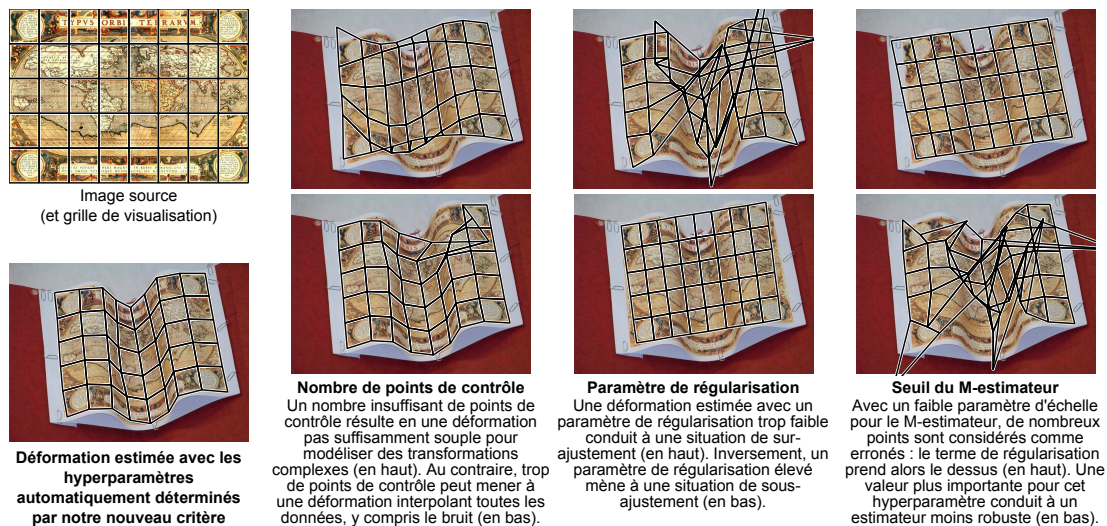 TYPVS ORBIS TERRARVM
Image source
(et grille de visualisation)
Déformation estimée avec les
hyperparamètres
automatiquement déterminés
par notre nouveau critère
Nombre de points de contrôle
Un nombre insuffisant de points de
contrôle résulte en une déformation
pas suffisamment souple pour
modéliser des transformations
complexes (en haut). Au contraire, trop
de points de contrôle peut mener à
une déformation interpolant toutes les
données, y compris le bruit (en bas).
Paramètre de régularisation
Une déformation estimée avec un
paramètre de régularisation trop faible
conduit à une situation de sur-
ajustement (en haut). Inversement, un
paramètre de régularisation élevé
mène à une situation de sous-
ajustement (en bas).
Seuil du M-estimateur
Avec un faible paramètre d'échelle
pour le M-estimateur, de nombreux
points sont considérés comme
erronés : le terme de régularisation
prend alors le dessus (en haut). Une
valeur plus importante pour cet
hyperparamètre conduit à un
estimateur moins robuste (en bas).